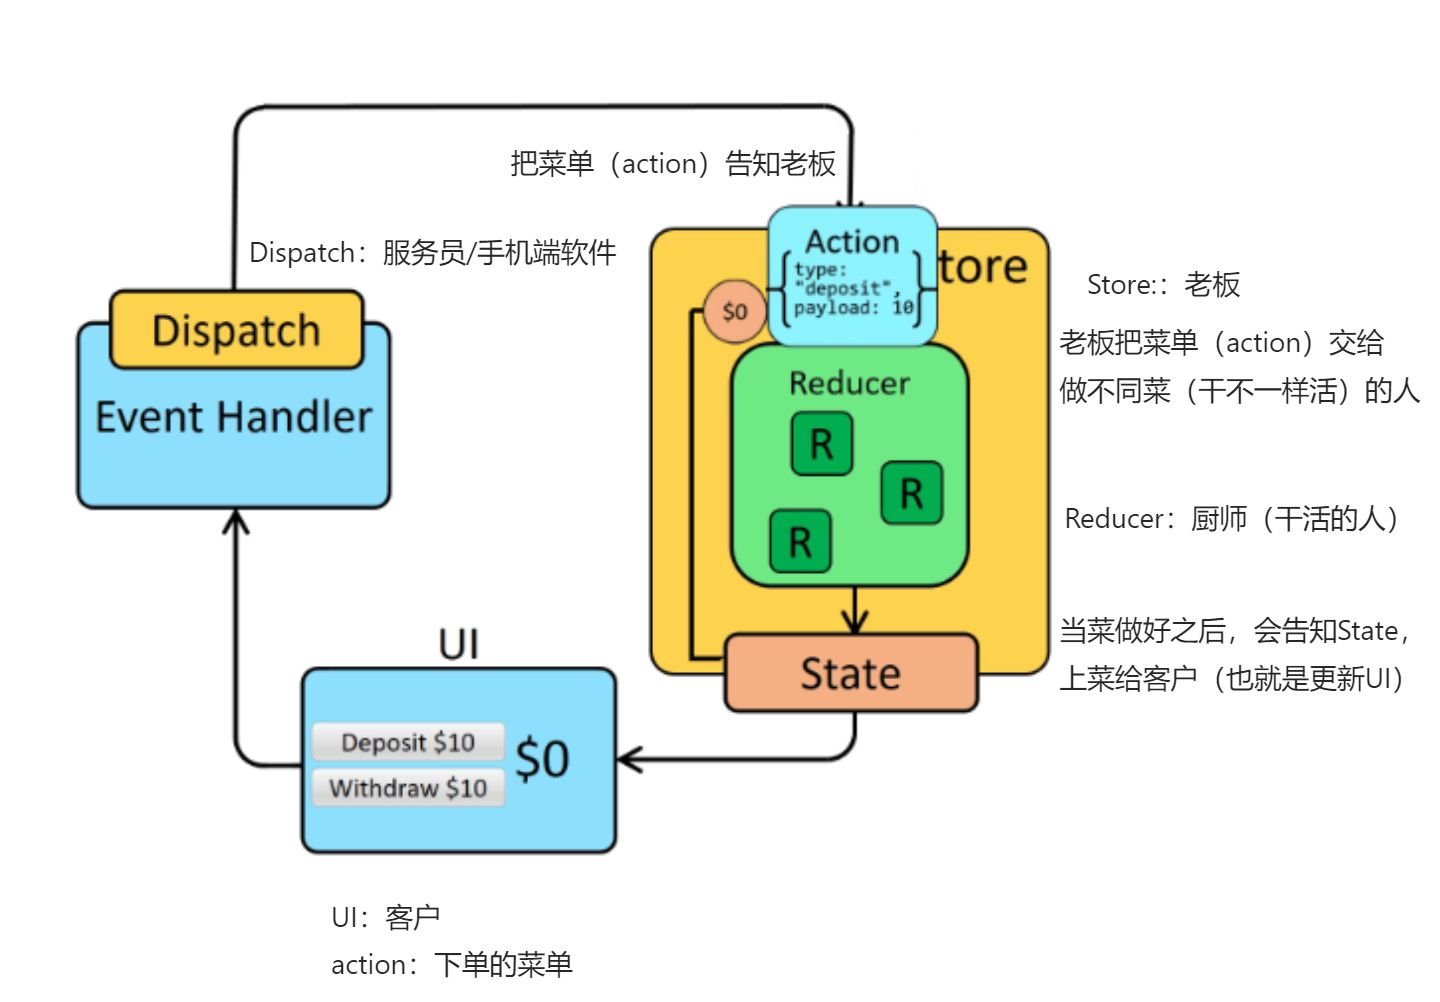 把菜单（action）告知老板
Dispatch：服务员/手机端软件
Action
{ type:
"deposit",
payload: 10 }
tore
$0
Store:：老板
Dispatch
Event Handler
老板把菜单（action）交给
做不同菜（干不一样活）的人
Reducer
R
R
R
Reducer：厨师（干活的人）
当菜做好之后，会告知State，
上菜给客户（也就是更新UI）
State
UI
Deposit $10
Withdraw $10
$0
UI：客户
action：下单的菜单